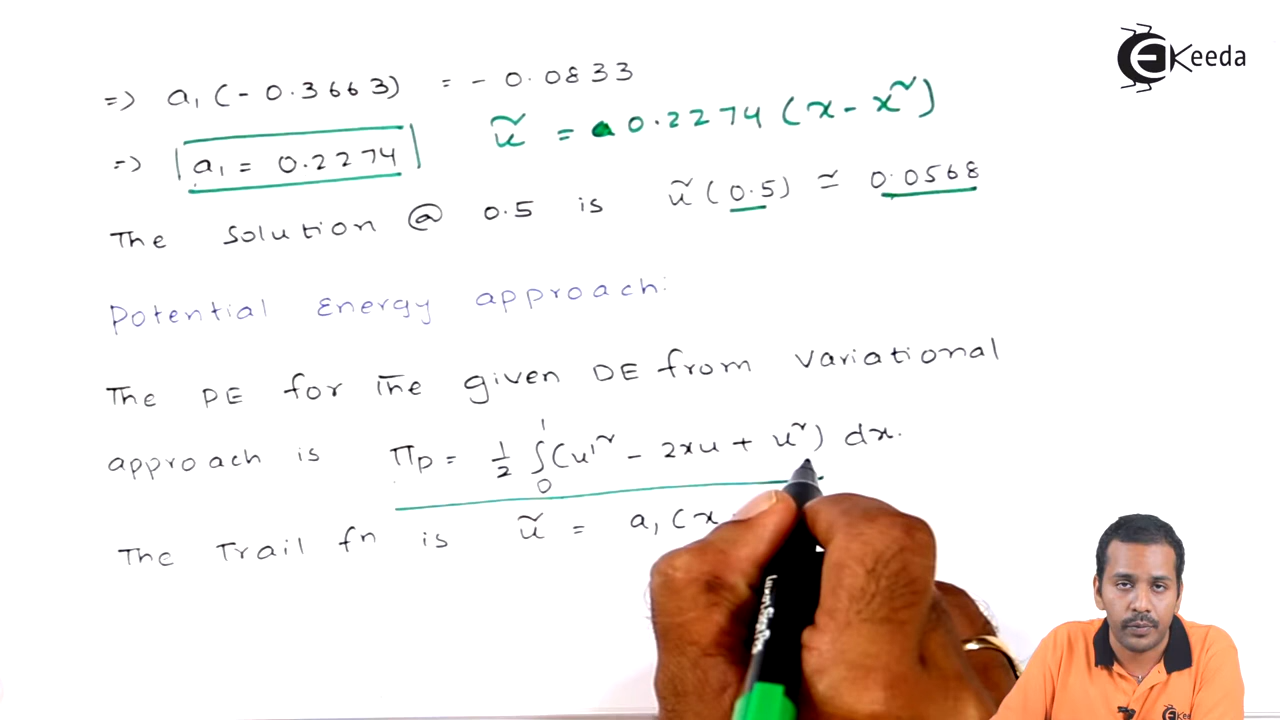 EKeeda
=> a₁ (-0.3663) = -0.0833
=> a₁ = 0.2274
ũ = 0.2274 (x - x²)
The Solution @ 0.5 is ũ(0.5) ≃ 0.0568
Potential Energy approach:
The PE for the given DE from variational
approach is Πp = ½ ∫₀¹ (u'² - 2xu + u²) dx.
The Trail fn is ũ = a₁ (x